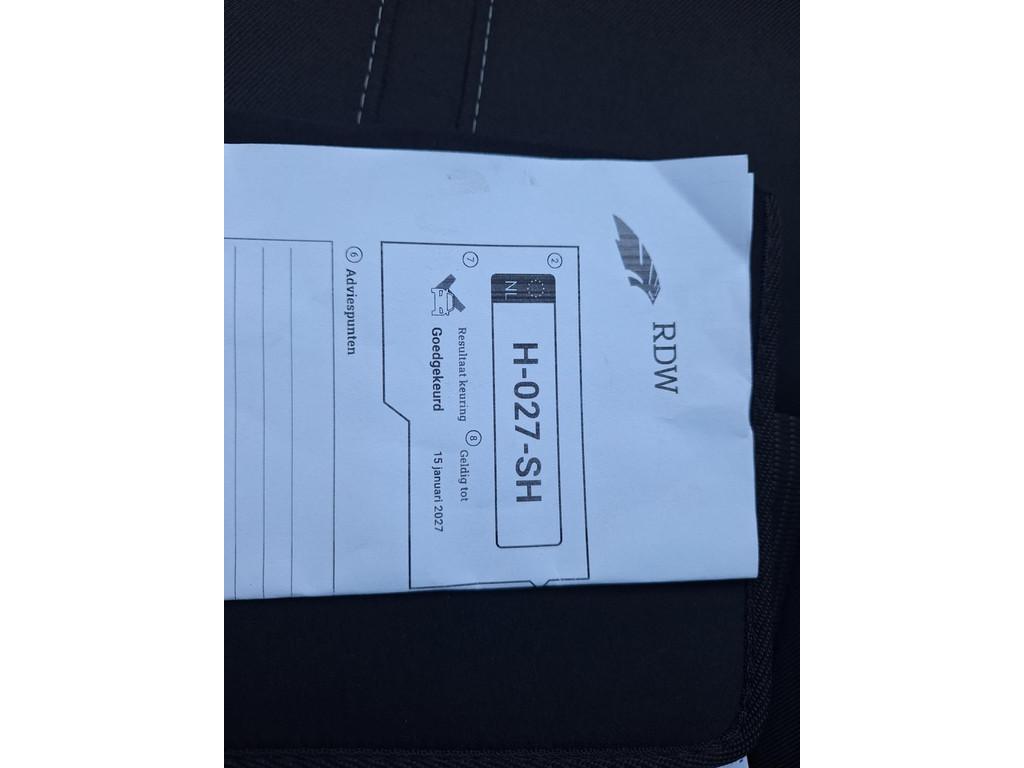 RDW
2
NL
H-027-SH
7 Resultaat keuring
Goedgekeurd
8 Geldig tot
15 januari 2027
6 Adviespunten